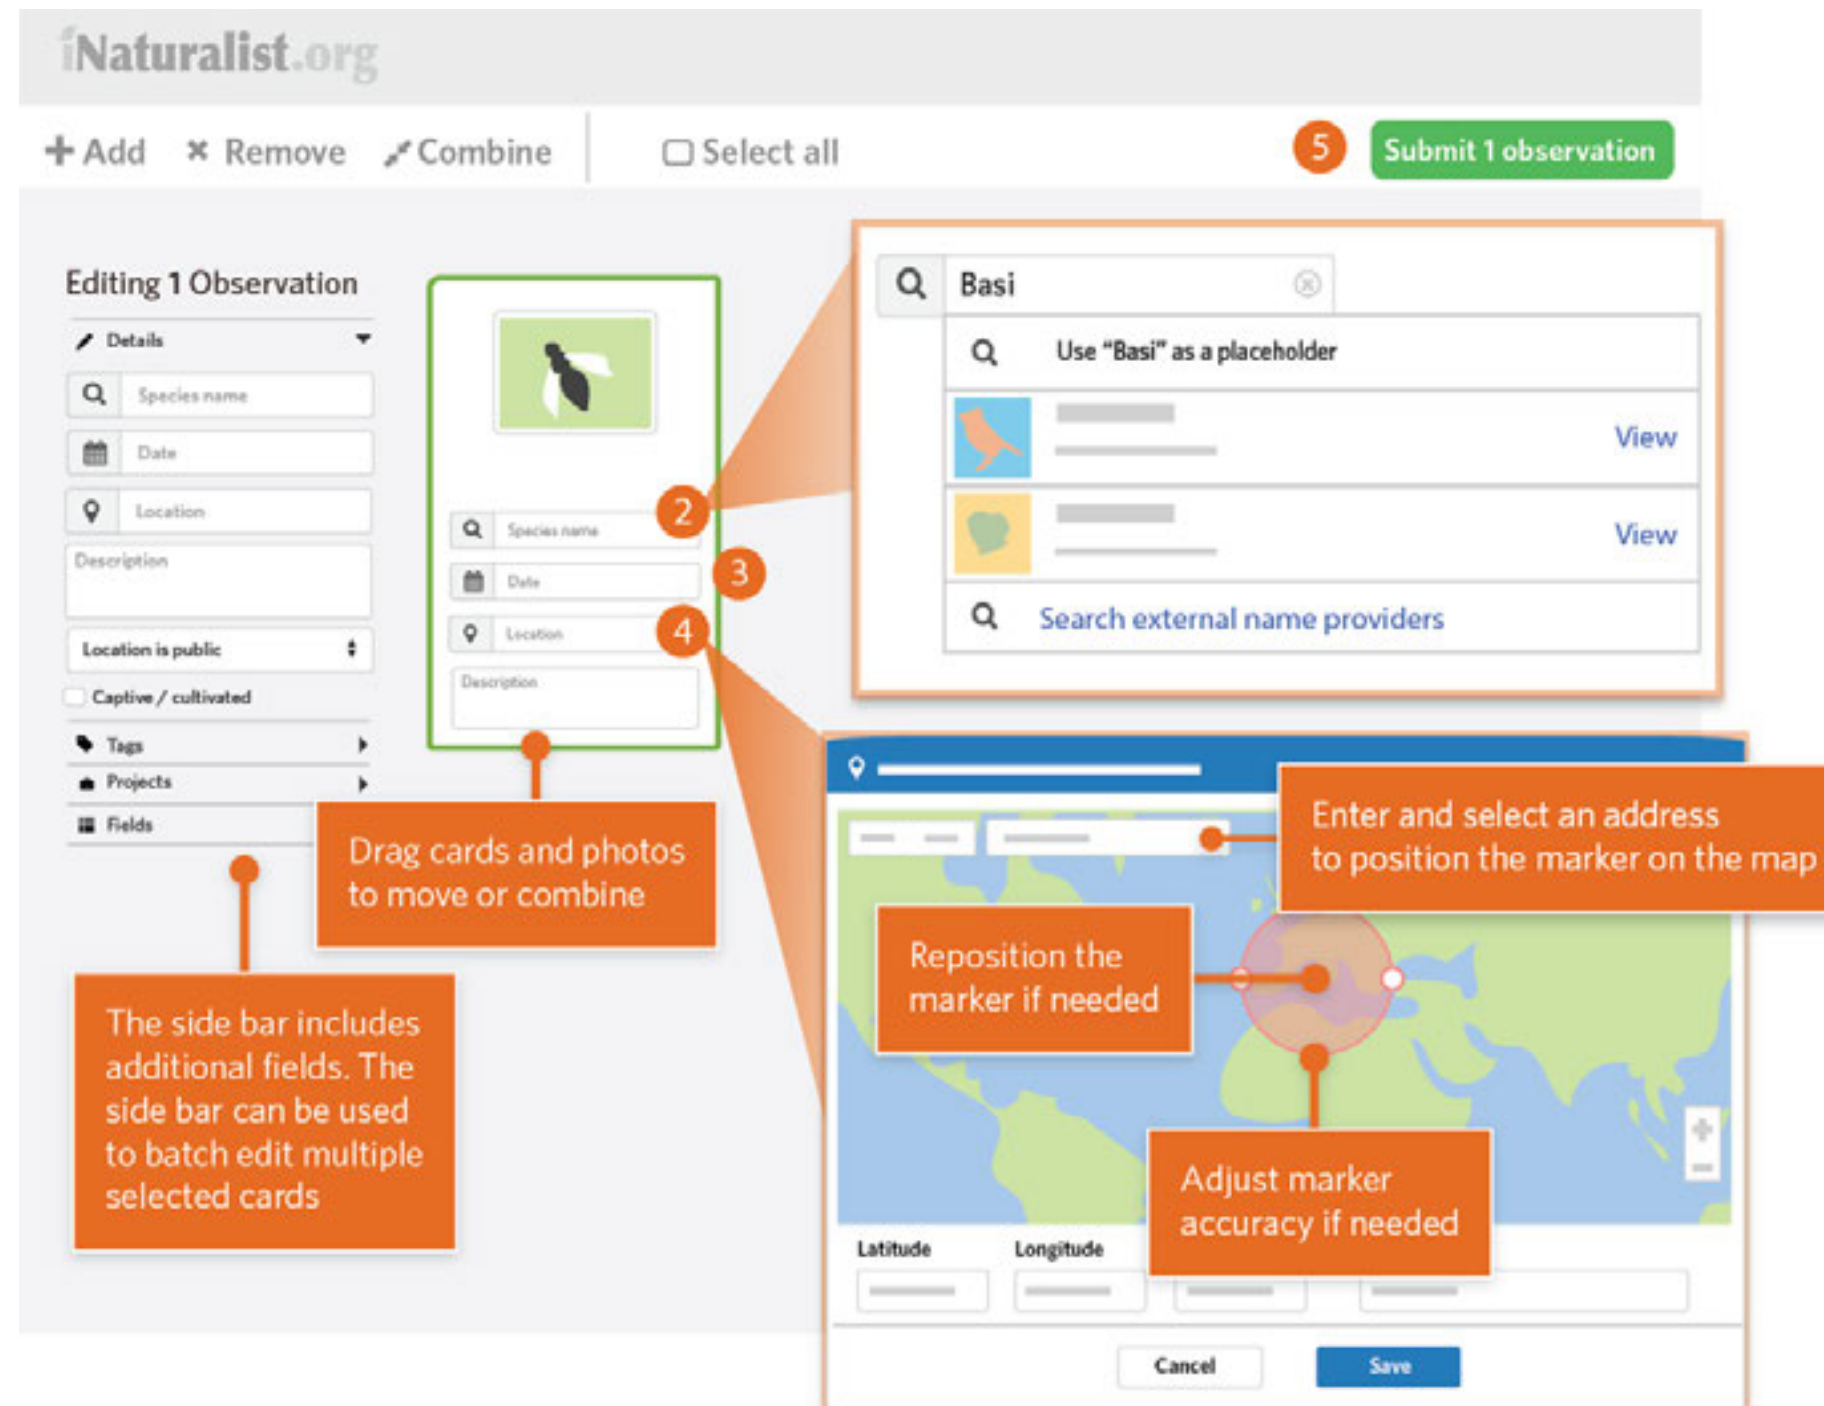 iNaturalist.org
Add Remove Combine Select all 5 Submit 1 observation
Editing 1 Observation
Details
Species name
Date
Location
Description
Location is public
Captive / cultivated
Tags
Projects
Fields
2
Species name
3
Date
4
Location
Description
Basi
Use “Basi” as a placeholder
View
View
Search external name providers
Drag cards and photos
to move or combine
The side bar includes
additional fields. The
side bar can be used
to batch edit multiple
selected cards
Enter and select an address
to position the marker on the map
Reposition the
marker if needed
Adjust marker
accuracy if needed
Latitude Longitude
Cancel Save